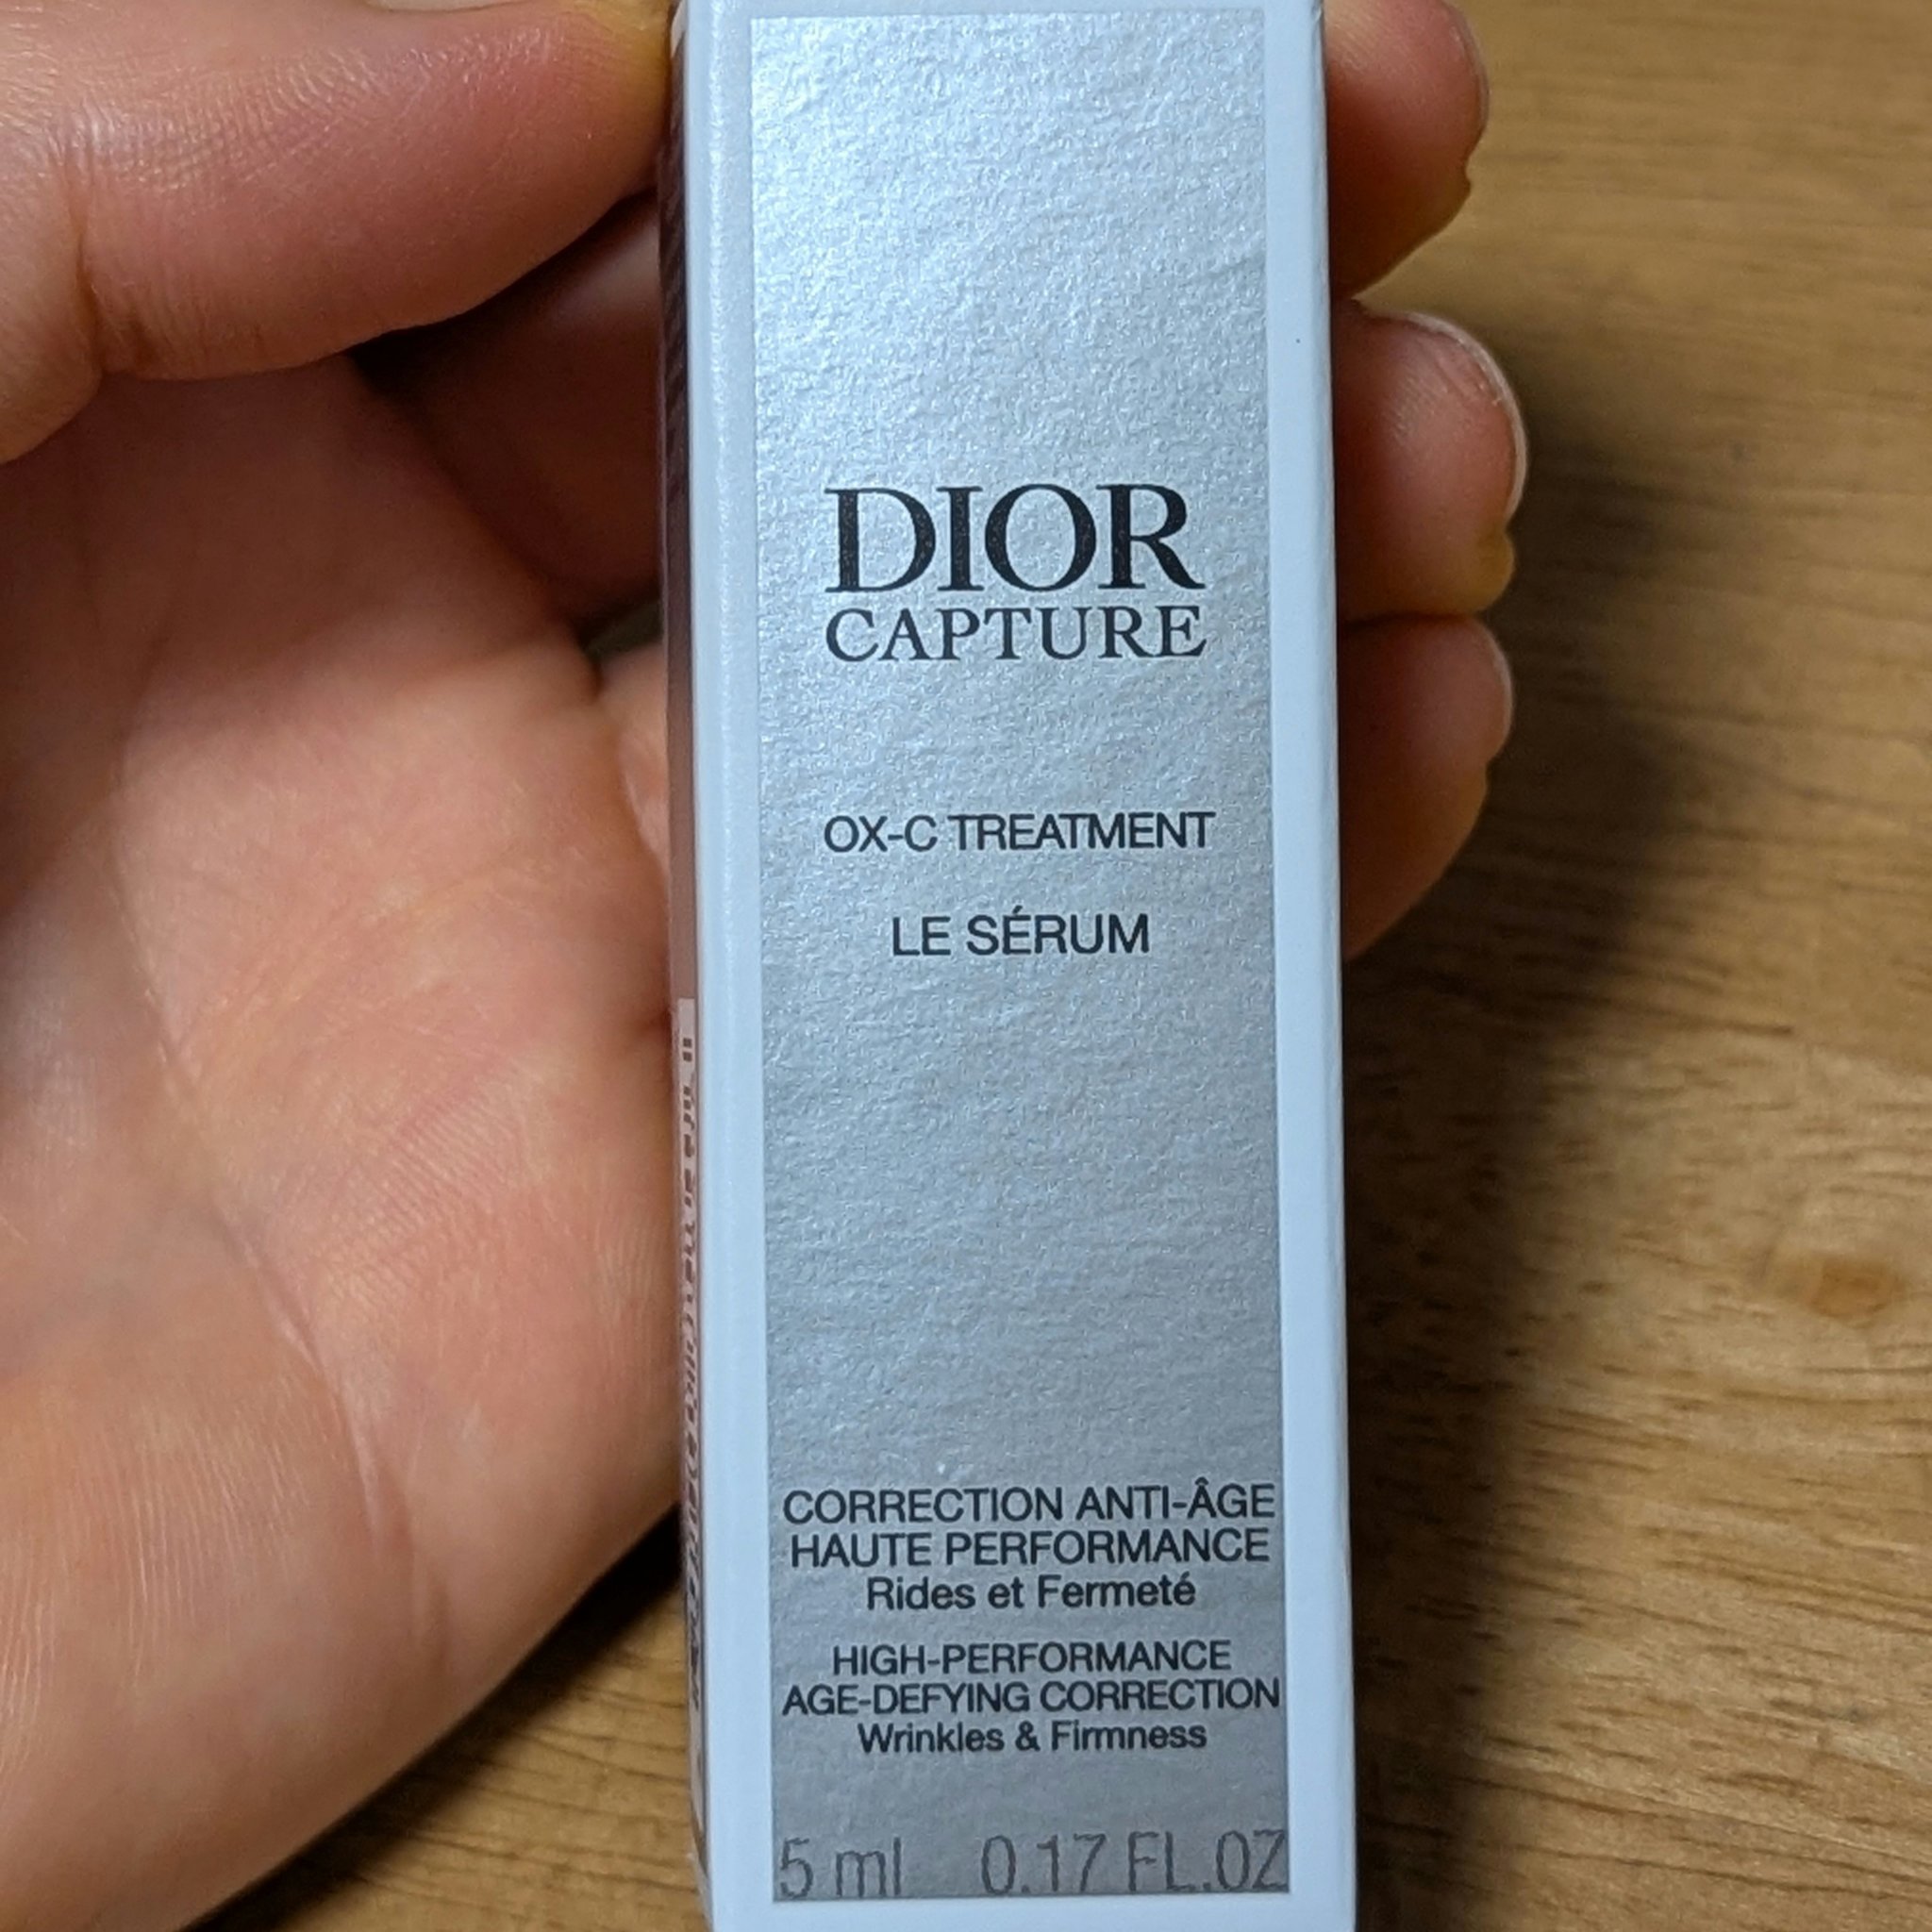 DIOR
CAPTURE
OX-C TREATMENT
LE SÉRUM
CORRECTION ANTI-ÂGE
HAUTE PERFORMANCE
Rides et Fermeté
HIGH-PERFORMANCE
AGE-DEFYING CORRECTION
Wrinkles & Firmness
5 ml 0.17 FL.OZ